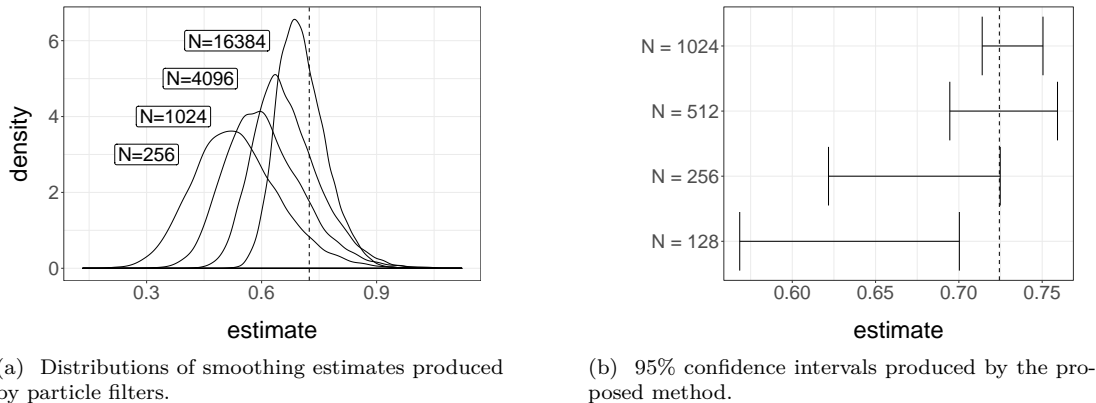 6
4
2
0
density
N=16384
N=4096
N=1024
N=256
0.3
0.6
0.9
estimate
N = 1024
N = 512
N = 256
N = 128
0.60
0.65
0.70
0.75
estimate
a) Distributions of smoothing estimates produced
by particle filters.
(b) 95% confidence intervals produced by the pro-
posed method.